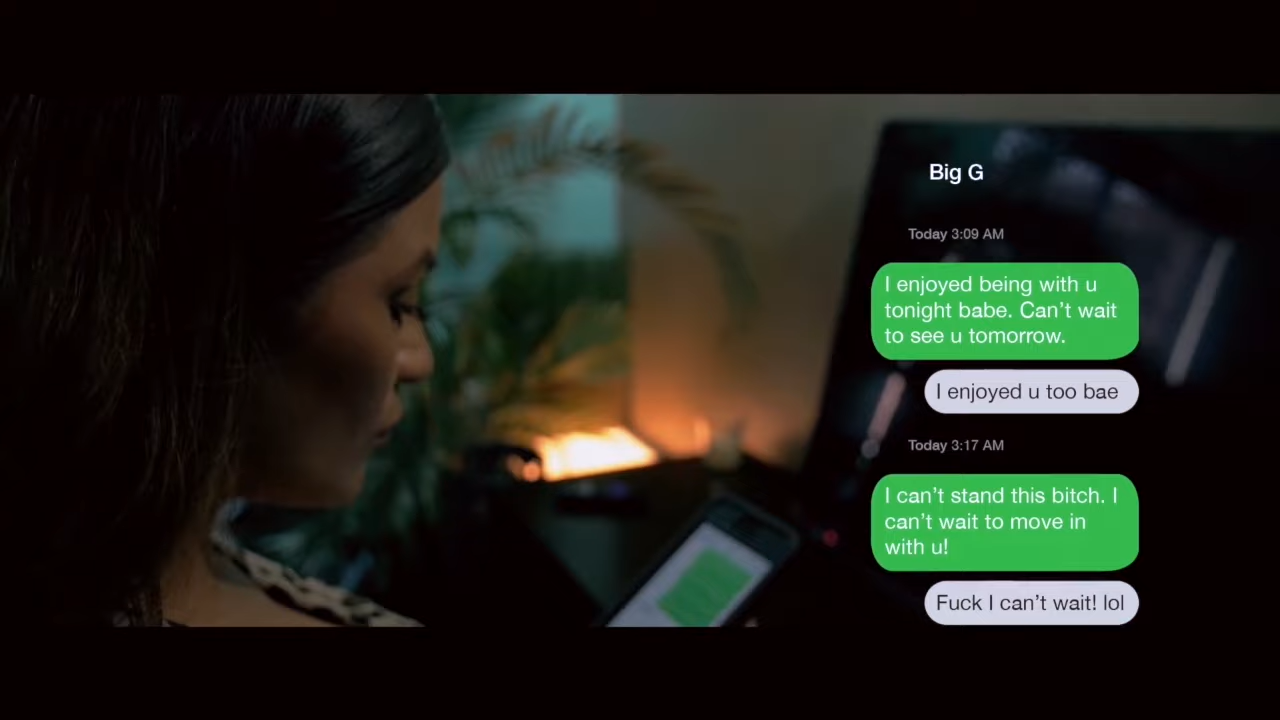 Big G
Today 3:09 AM
I enjoyed being with u
tonight babe. Can't wait
to see u tomorrow.
I enjoyed u too bae
Today 3:17 AM
I can't stand this bitch. I
can't wait to move in
with u!
Fuck I can't wait! lol